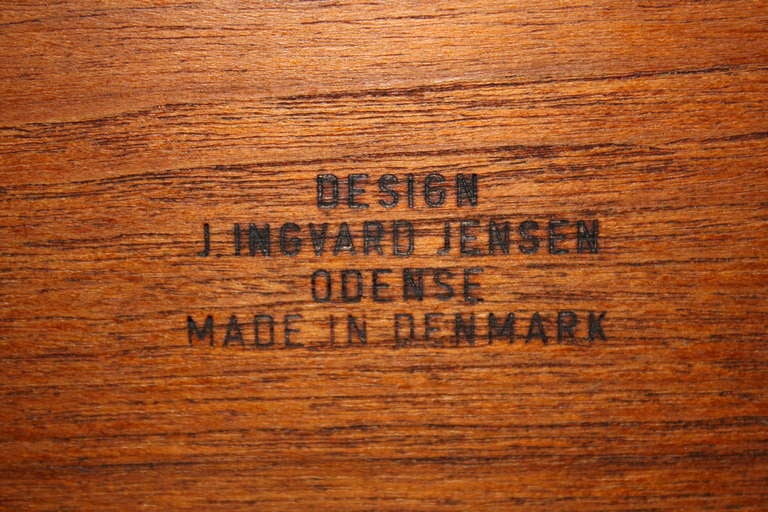 DESIGN
J. INGVARD JENSEN
ODENSE
MADE IN DENMARK